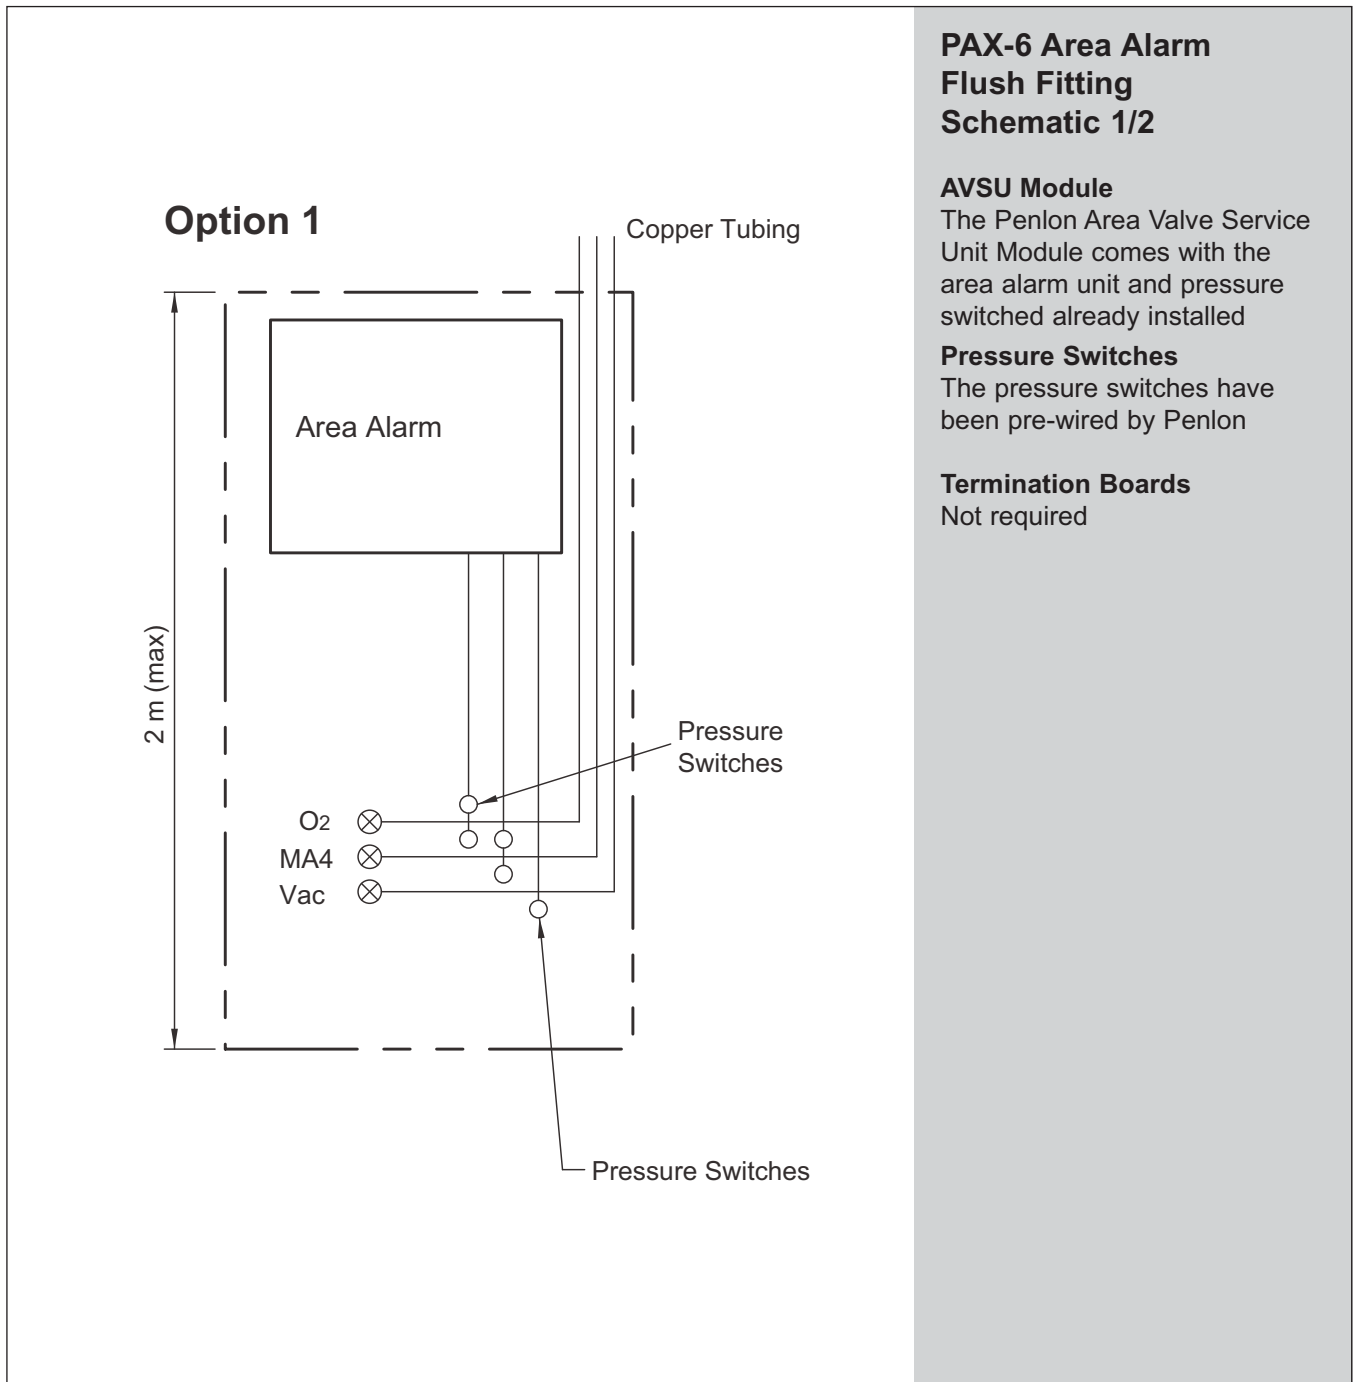 PAX-6 Area Alarm
Flush Fitting
Schematic 1/2
AVSU Module
The Penlon Area Valve Service
Unit Module comes with the
area alarm unit and pressure
switched already installed
Pressure Switches
The pressure switches have
been pre-wired by Penlon
Termination Boards
Not required
Option 1
Copper Tubing
Area Alarm
2 m (max)
Pressure
Switches
O2
MA4
Vac
Pressure Switches